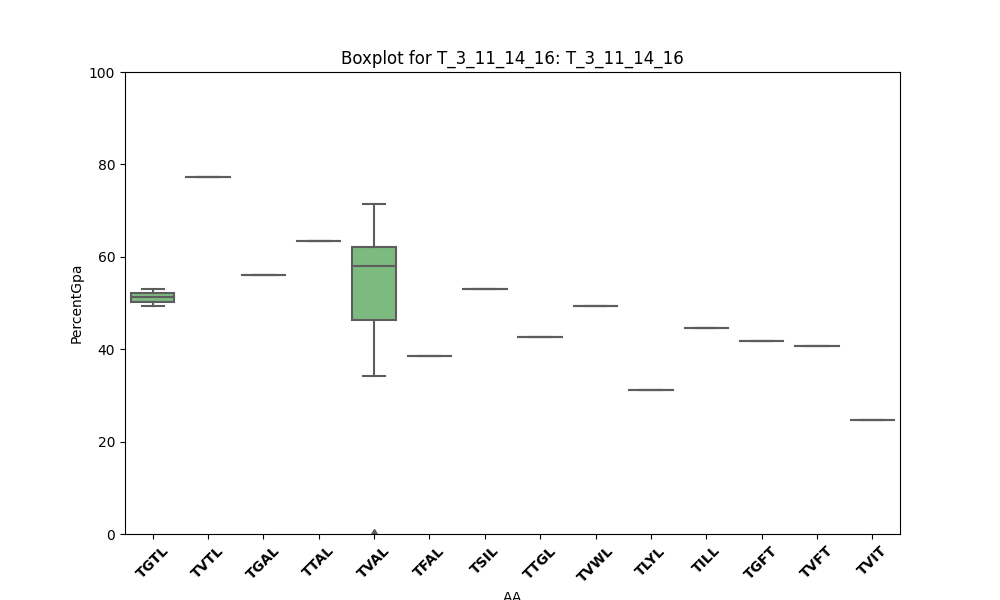 Boxplot for T_3_11_14_16: T_3_11_14_16
PercentGpa
100
80
60
40
20
0
TGTL TVTL TGAL TTAL TVAL TFAL TSIL TTGL TVWL TLYL TILL TGFT TVFT TVIT
AA